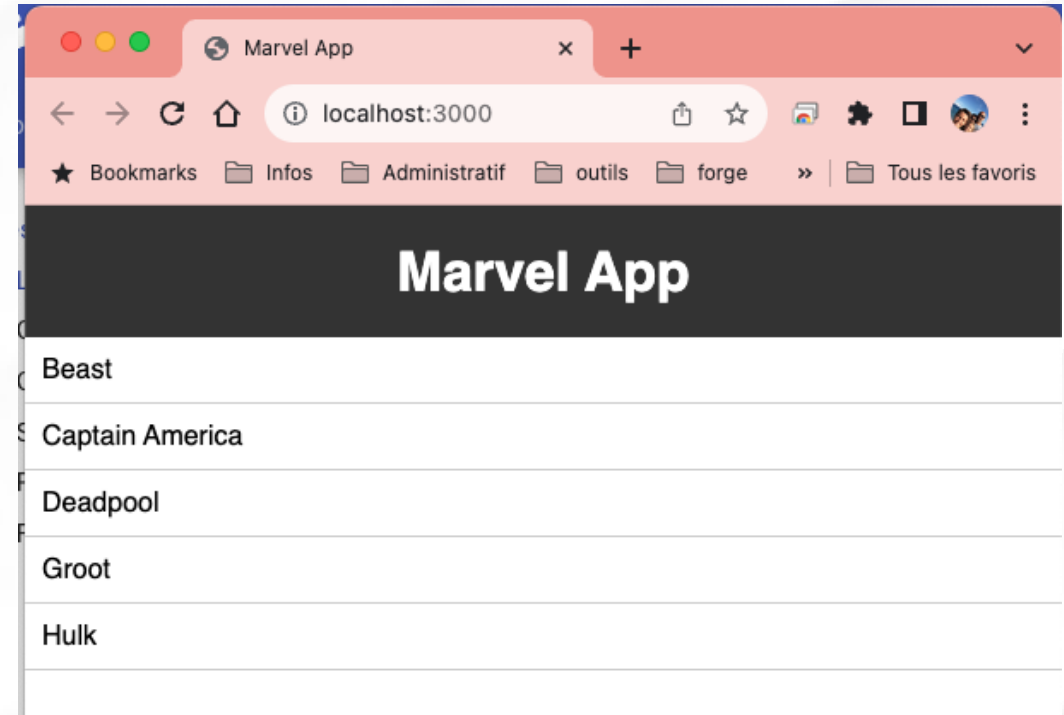 Marvel App
localhost:3000
Bookmarks Infos Administratif outils forge » Tous les favoris
Marvel App
Beast
Captain America
Deadpool
Groot
Hulk